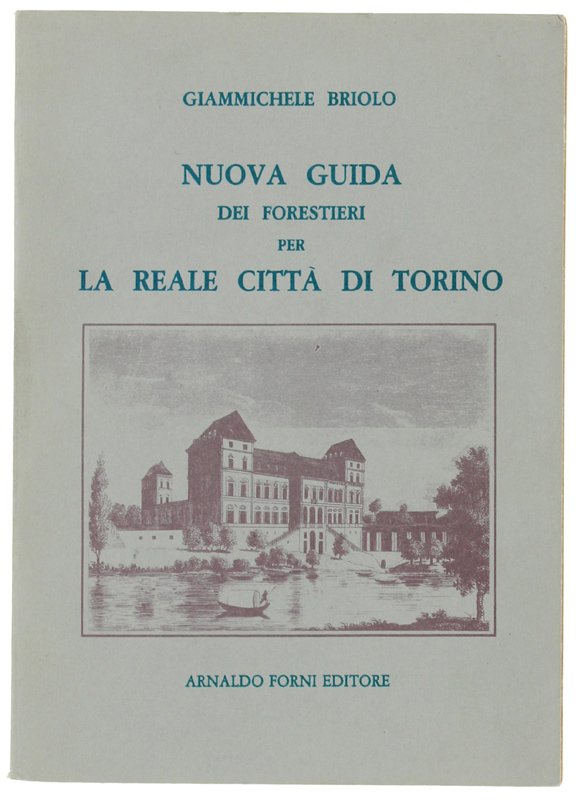 GIAMMICHELE BRIOLO
NUOVA GUIDA
DEI FORESTIERI
PER
LA REALE CITTÀ DI TORINO
ARNALDO FORNI EDITORE